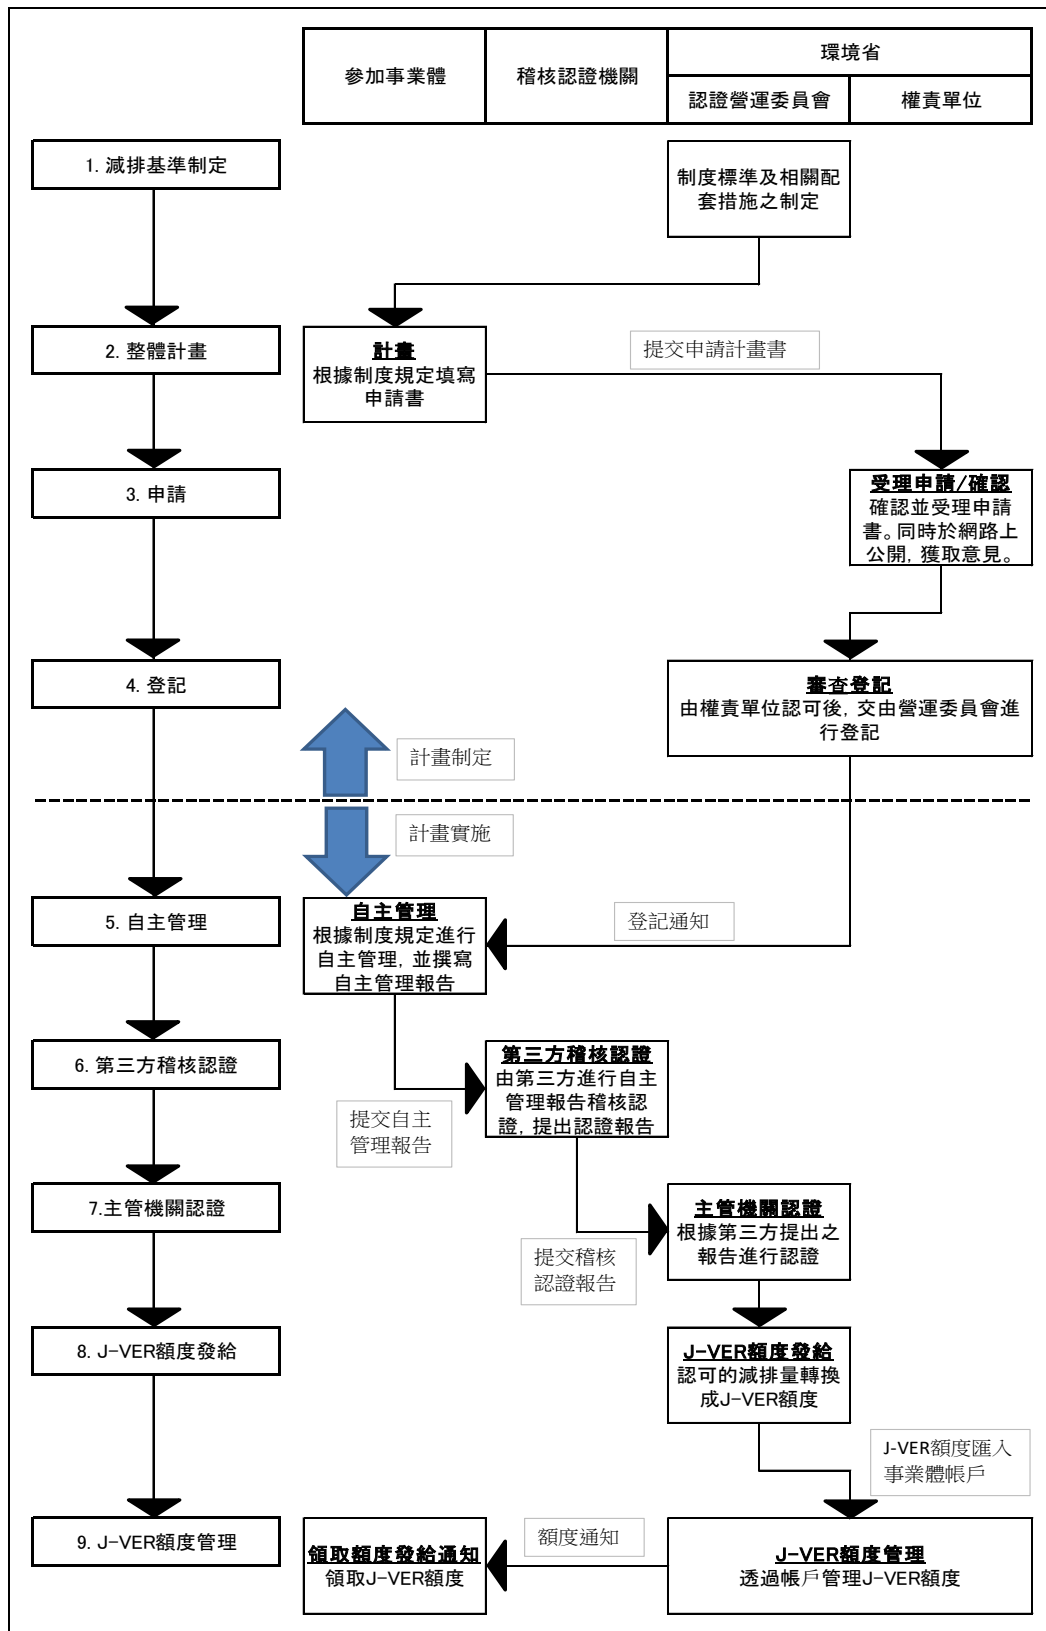 參加事業體
稽核認證機關
環境省
認證營運委員會
權責單位
1. 減排基準制定
制度標準及相關配
套措施之制定
2. 整體計畫
計畫
根據制度規定填寫
申請書
提交申請計畫書
3. 申請
受理申請/確認
確認並受理申請
書。同時於網路上
公開, 獲取意見。
4. 登記
審查登記
由權責單位認可後, 交由營運委員會進
行登記
計畫制定
計畫實施
5. 自主管理
自主管理
根據制度規定進行
自主管理, 並撰寫
自主管理報告
登記通知
6. 第三方稽核認證
第三方稽核認證
由第三方進行自主
管理報告稽核認
證, 提出認證報告
提交自主
管理報告
7.主管機關認證
主管機關認證
根據第三方提出之
報告進行認證
提交稽核
認證報告
8. J-VER額度發給
J-VER額度發給
認可的減排量轉換
成J-VER額度
J-VER額度匯入
事業體帳戶
9. J-VER額度管理
領取額度發給通知
領取J-VER額度
額度通知
J-VER額度管理
透過帳戶管理J-VER額度